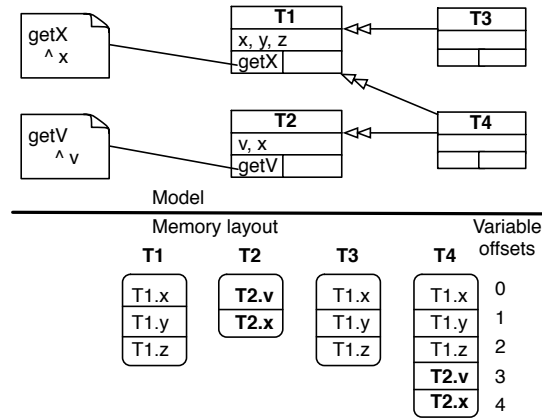 T1
T3
getX
^ x
x, y, z
getX
T2
T4
getV
^ v
v, x
getV
Model
Memory layout
Variable
offsets
T1 T2 T3 T4
T1.x T2.v T1.x T1.x 0
T1.y T2.x T1.y T1.y 1
T1.z T1.z T1.z 2
T2.v 3
T2.x 4